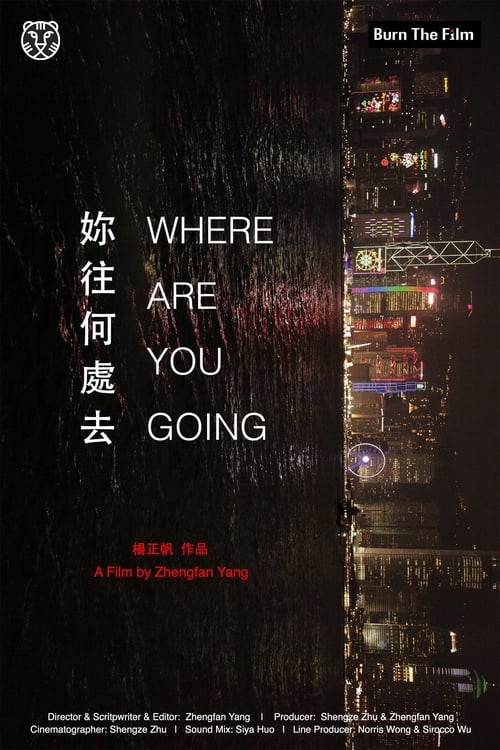 Burn The Film
妳往何處去
WHERE
ARE
YOU
GOING
楊正帆 作品
A Film by Zhengfan Yang
Director & Scritpwriter & Editor: Zhengfan Yang I Producer: Shengze Zhu & Zhengfan Yang
Cinematographer: Shengze Zhu I Sound Mix: Siya Huo I Line Producer: Norris Wong & Sirocco Wu